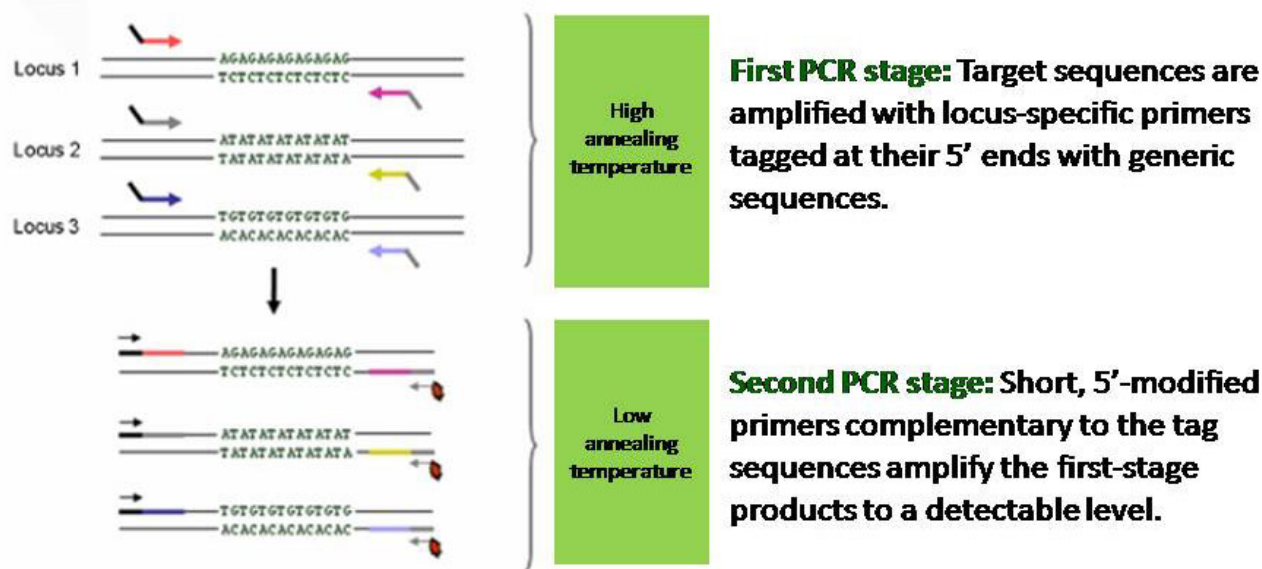 AGAGAGAGAGAGAG
Locus 1
TCTCTCTCTCTCTC
ATATATATATATAT
Locus 2
TATATATATATATA
TGTGTGTGTGTGTG
Locus 3
ACACACACACACAC
High
annealing
temperature
First PCR stage: Target sequences are
amplified with locus-specific primers
tagged at their 5’ ends with generic
sequences.
AGAGAGAGAGAGAG
TCTCTCTCTCTCTC
ATATATATATATAT
TATATATATATATA
TGTGTGTGTGTGTG
ACACACACACACAC
Low
annealing
temperature
Second PCR stage: Short, 5’-modified
primers complementary to the tag
sequences amplify the first-stage
products to a detectable level.